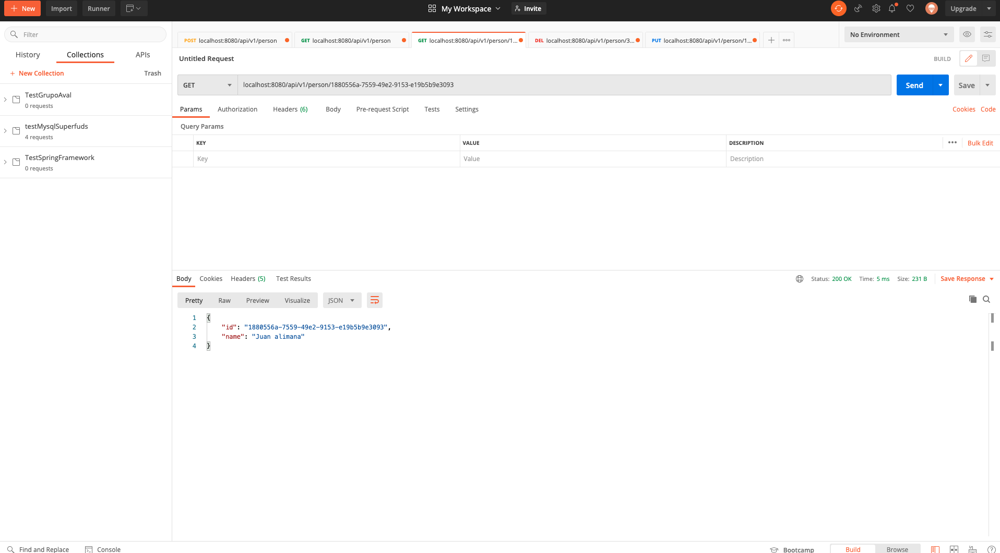 New Import Runner My Workspace Invite Upgrade
Filter
History Collections APIs
New Collection Trash
TestGrupoAval
0 requests
testMysqlSuperfuds
4 requests
TestSpringFramework
0 requests
POST localhost:8080/api/v1/person GET localhost:8080/api/v1/person GET localhost:8080/api/v1/person/1... DEL localhost:8080/api/v1/person/3... PUT localhost:8080/api/v1/person/1... No Environment
Untitled Request BUILD
GET localhost:8080/api/v1/person/1880556a-7559-49e2-9153-e19b5b9e3093 Send Save
Params Authorization Headers (6) Body Pre-request Script Tests Settings Cookies Code
Query Params
KEY VALUE DESCRIPTION Bulk Edit
Key Value Description
Body Cookies Headers (5) Test Results Status: 200 OK Time: 5 ms Size: 231 B Save Response
Pretty Raw Preview Visualize JSON
1 {
2 "id": "1880556a-7559-49e2-9153-e19b5b9e3093",
3 "name": "Juan alimana"
4 }
Find and Replace Console Bootcamp Build Browse